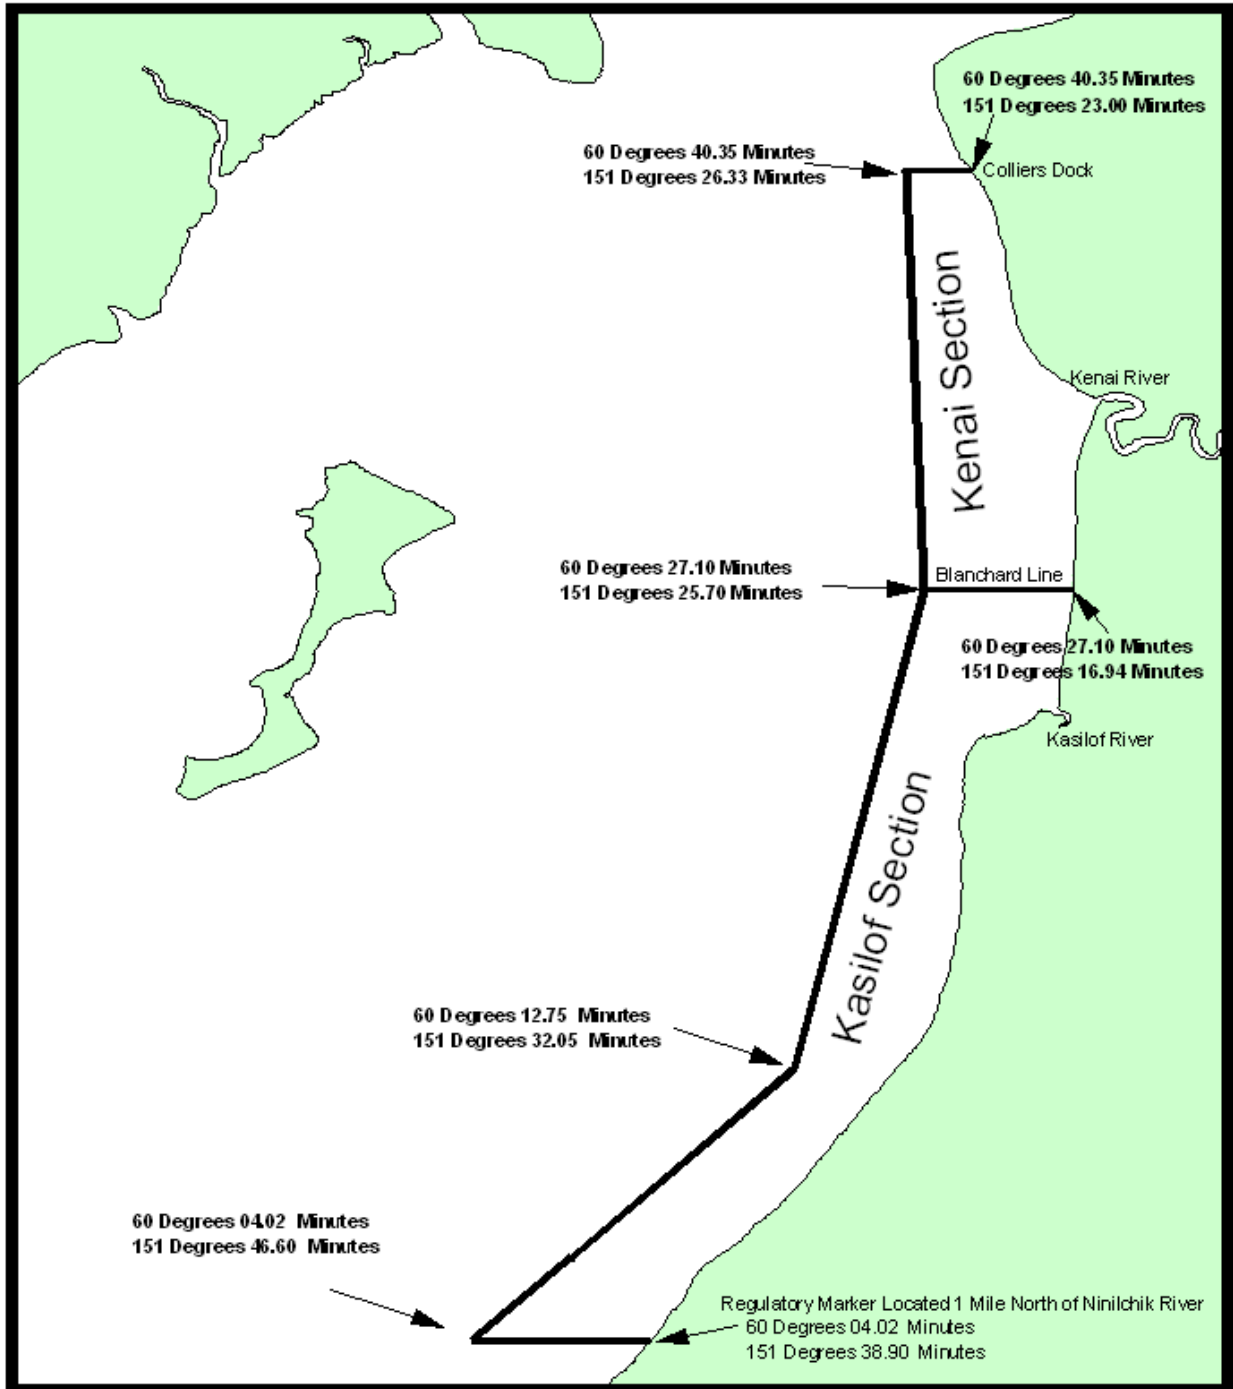 60 Degrees 40.35 Minutes
151 Degrees 23.00 Minutes
60 Degrees 40.35 Minutes
151 Degrees 26.33 Minutes
Colliers Dock
Kenai Section
Kenai River
60 Degrees 27.10 Minutes
151 Degrees 25.70 Minutes
Blanchard Line
60 Degrees 27.10 Minutes
151 Degrees 16.94 Minutes
Kasilof River
Kasilof Section
60 Degrees 12.75 Minutes
151 Degrees 32.05 Minutes
60 Degrees 04.02 Minutes
151 Degrees 46.60 Minutes
Regulatory Marker Located 1 Mile North of Ninilchik River
60 Degrees 04.02 Minutes
151 Degrees 38.90 Minutes